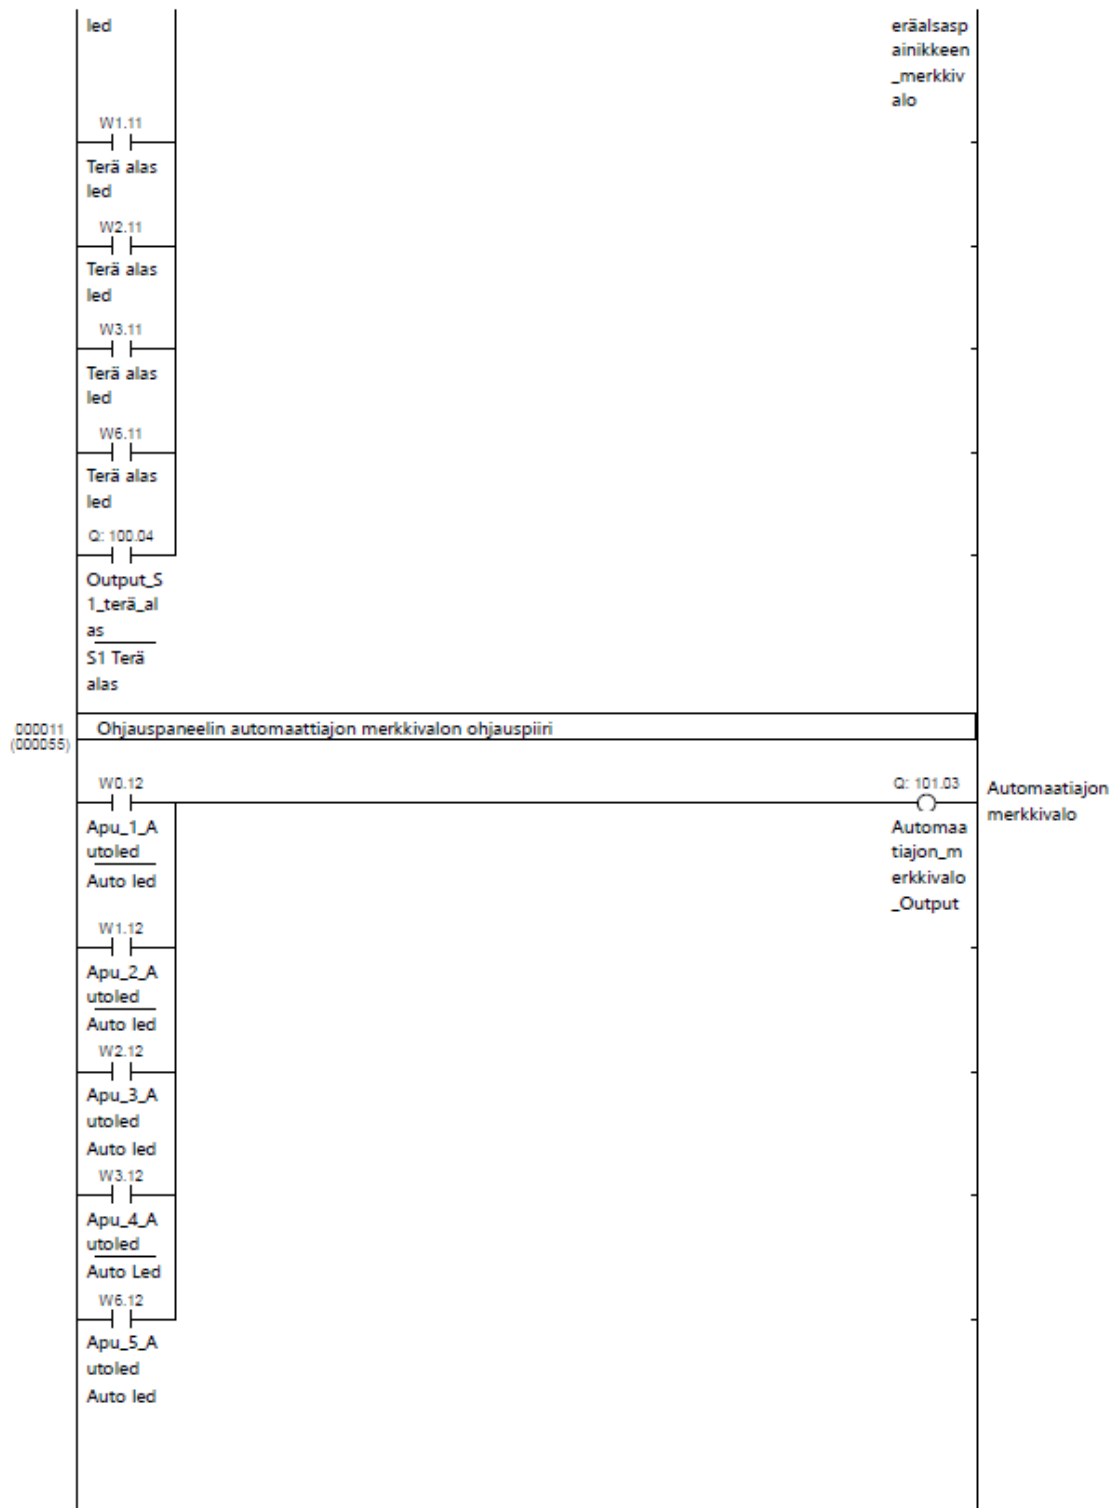 led
eräalsasp
ainikkeen
_merkkiv
alo
W1.11
Terä alas
led
W2.11
Terä alas
led
W3.11
Terä alas
led
W6.11
Terä alas
led
Q: 100.04
Output_S
1_terä_al
as
S1 Terä
alas
000011
(000055)
Ohjauspaneelin automaattiajon merkkivalon ohjauspiiri
W0.12
Apu_1_A
utoled
Auto led
Q: 101.03
Automaa
tiajon_m
erkkivalo
_Output
Automaatiajon
merkkivalo
W1.12
Apu_2_A
utoled
Auto led
W2.12
Apu_3_A
utoled
Auto led
W3.12
Apu_4_A
utoled
Auto Led
W6.12
Apu_5_A
utoled
Auto led